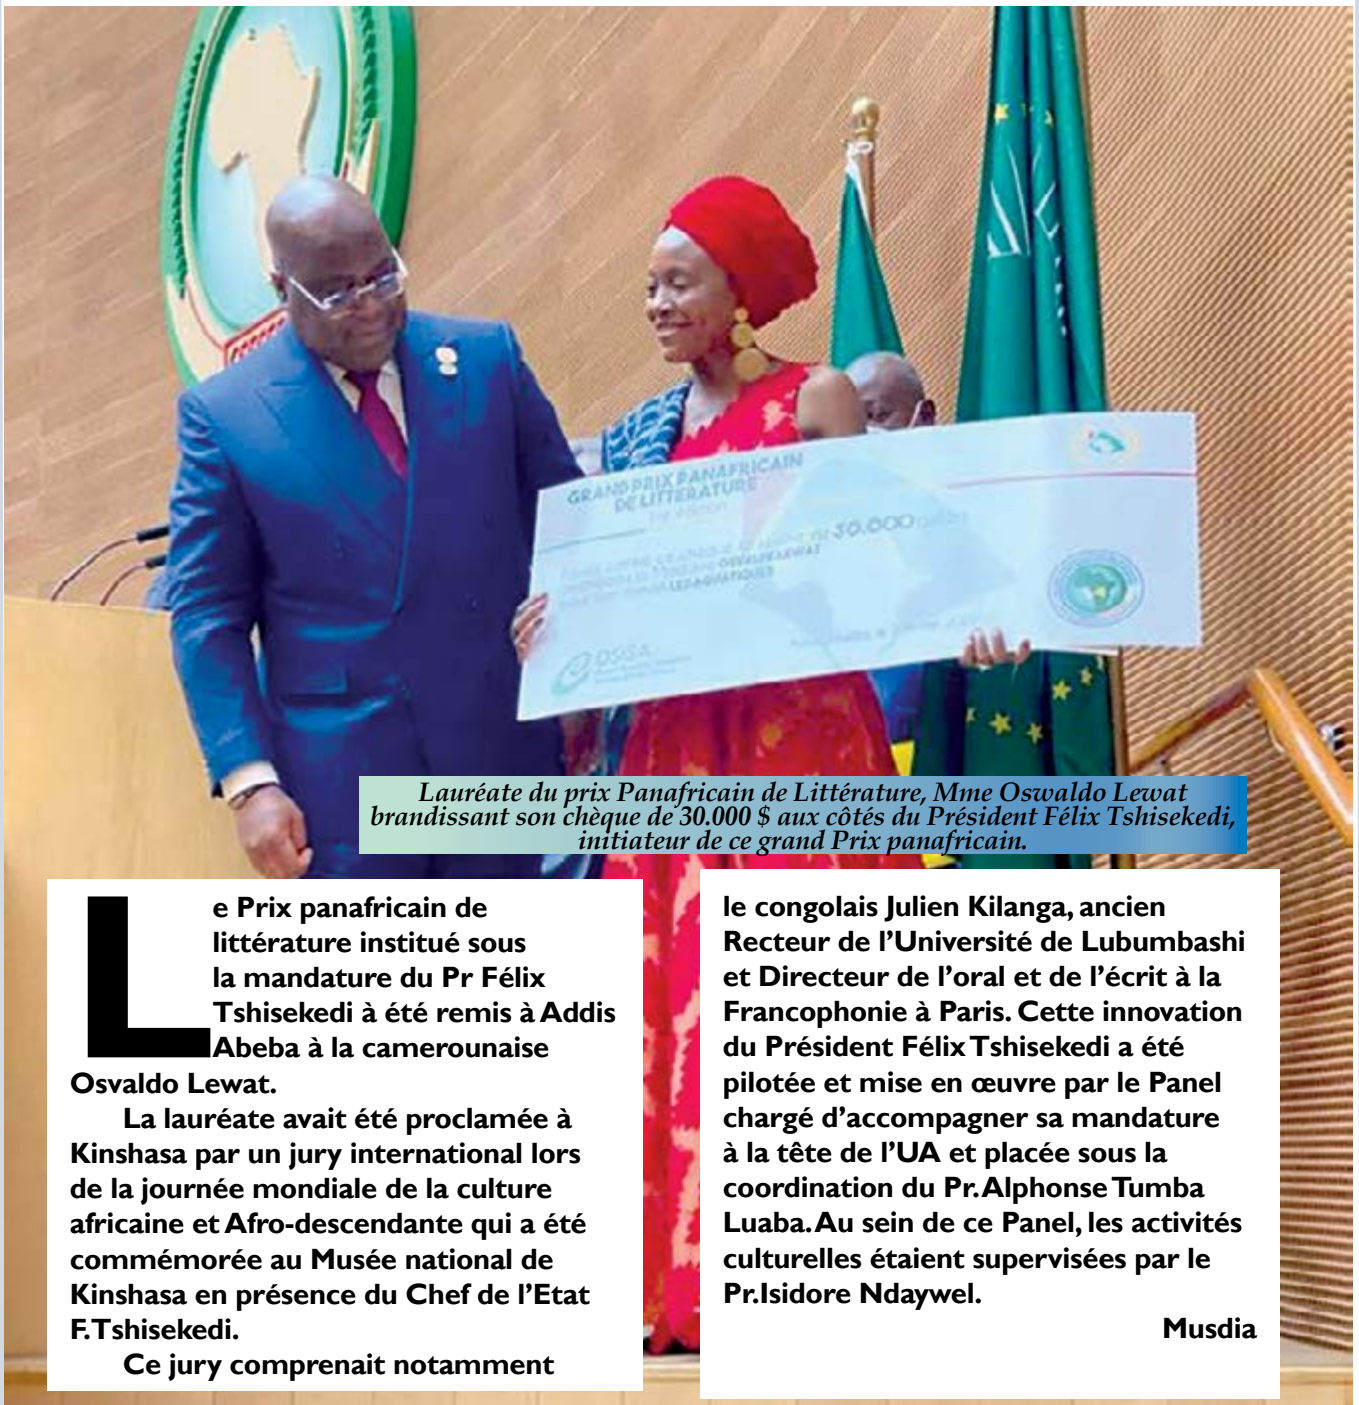 GRAND PRIX PANAFRICAIN
DE LITTERATURE
30.000
LES AQUATIQUES
OSISA
Lauréate du prix Panafricain de Littérature, Mme Oswaldo Lewat
brandissant son chèque de 30.000 $ aux côtés du Président Félix Tshisekedi,
initiateur de ce grand Prix panafricain.
Le Prix panafricain de
littérature institué sous
la mandature du Pr Félix
Tshisekedi à été remis à Addis
Abeba à la camerounaise
Osvaldo Lewat.
La lauréate avait été proclamée à
Kinshasa par un jury international lors
de la journée mondiale de la culture
africaine et Afro-descendante qui a été
commémorée au Musée national de
Kinshasa en présence du Chef de l’Etat
F.Tshisekedi.
Ce jury comprenait notamment
le congolais Julien Kilanga, ancien
Recteur de l’Université de Lubumbashi
et Directeur de l’oral et de l’écrit à la
Francophonie à Paris. Cette innovation
du Président Félix Tshisekedi a été
pilotée et mise en œuvre par le Panel
chargé d’accompagner sa mandature
à la tête de l’UA et placée sous la
coordination du Pr. Alphonse Tumba
Luaba. Au sein de ce Panel, les activités
culturelles étaient supervisées par le
Pr.Isidore Ndaywel.
Musdia